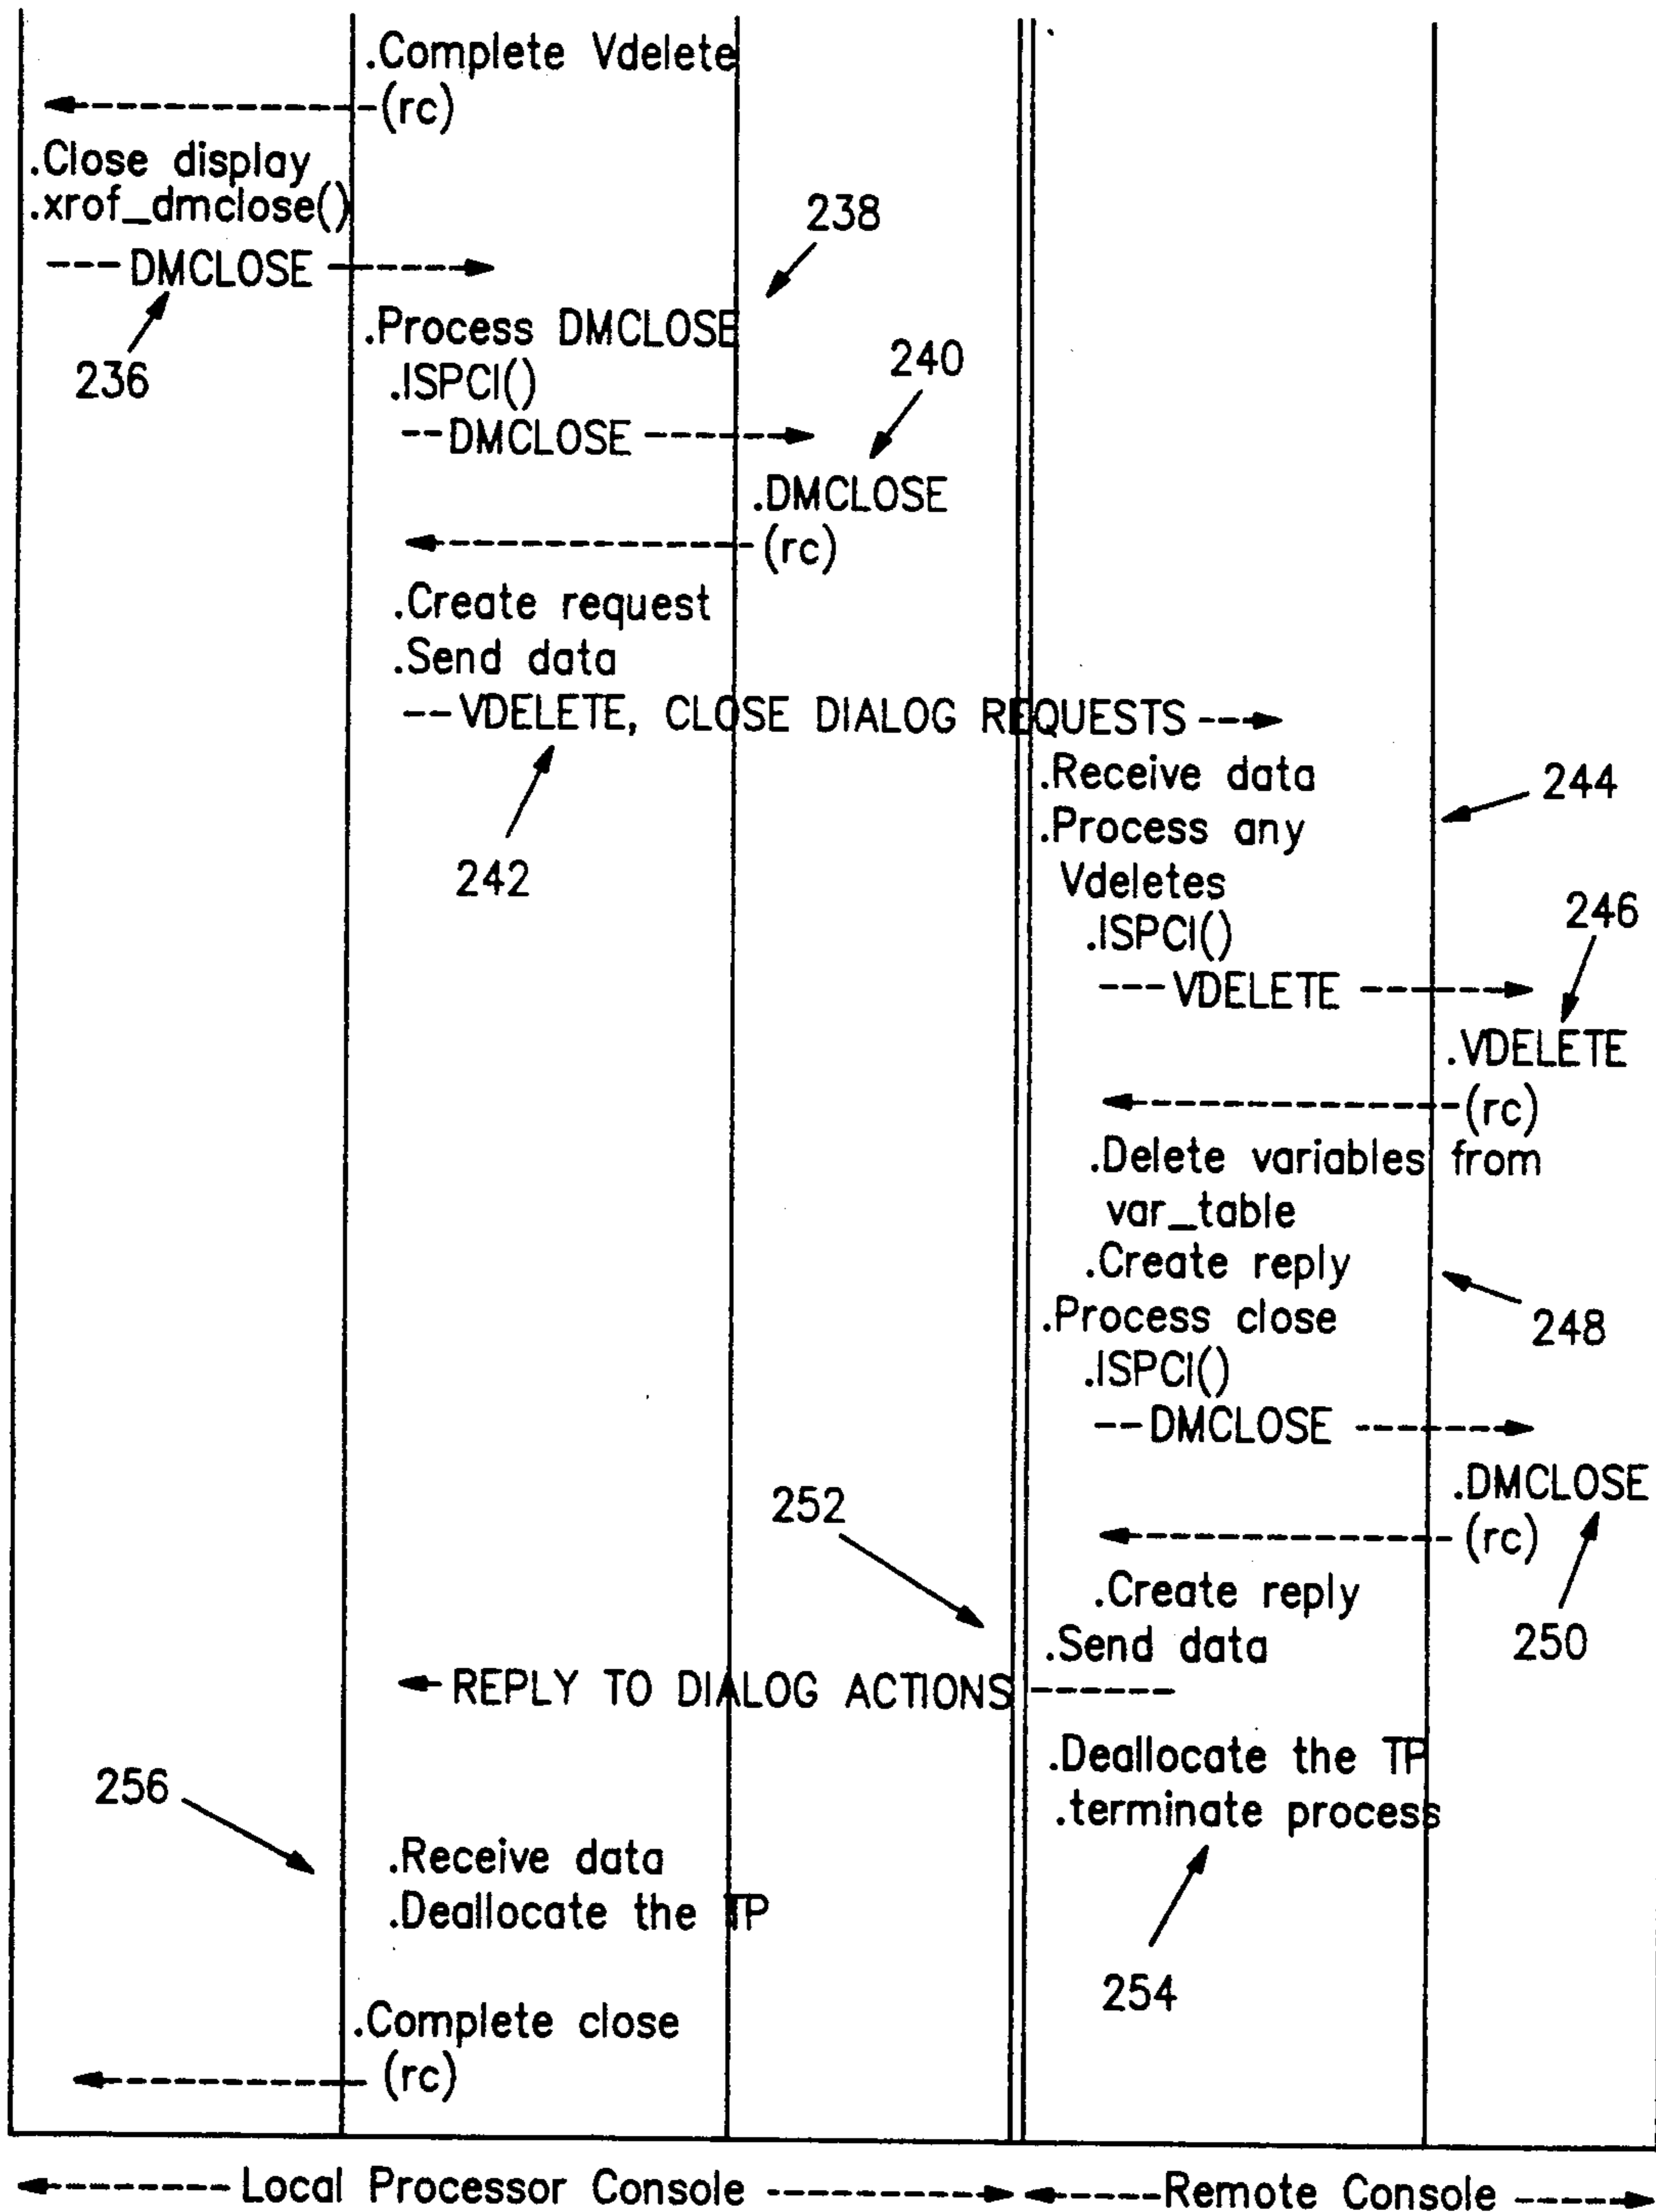 .Complete Vdelete
(rc)
.Close display
.xrof_dmclose()
DMCLOSE
236
238
.Process DMCLOSE
.ISPCI()
DMCLOSE
240
.DMCLOSE
(rc)
.Create request
.Send data
VDELETE, CLOSE DIALOG REQUESTS
242
.Receive data
.Process any
Vdeletes
244
.ISPCI()
VDELETE
246
.VDELETE
(rc)
.Delete variables from
var_table
.Create reply
248
.Process close
.ISPCI()
DMCLOSE
.DMCLOSE
(rc)
250
252
.Create reply
.Send data
REPLY TO DIALOG ACTIONS
.Deallocate the TP
.terminate process
254
256
.Receive data
.Deallocate the TP
.Complete close
(rc)
Local Processor Console
Remote Console